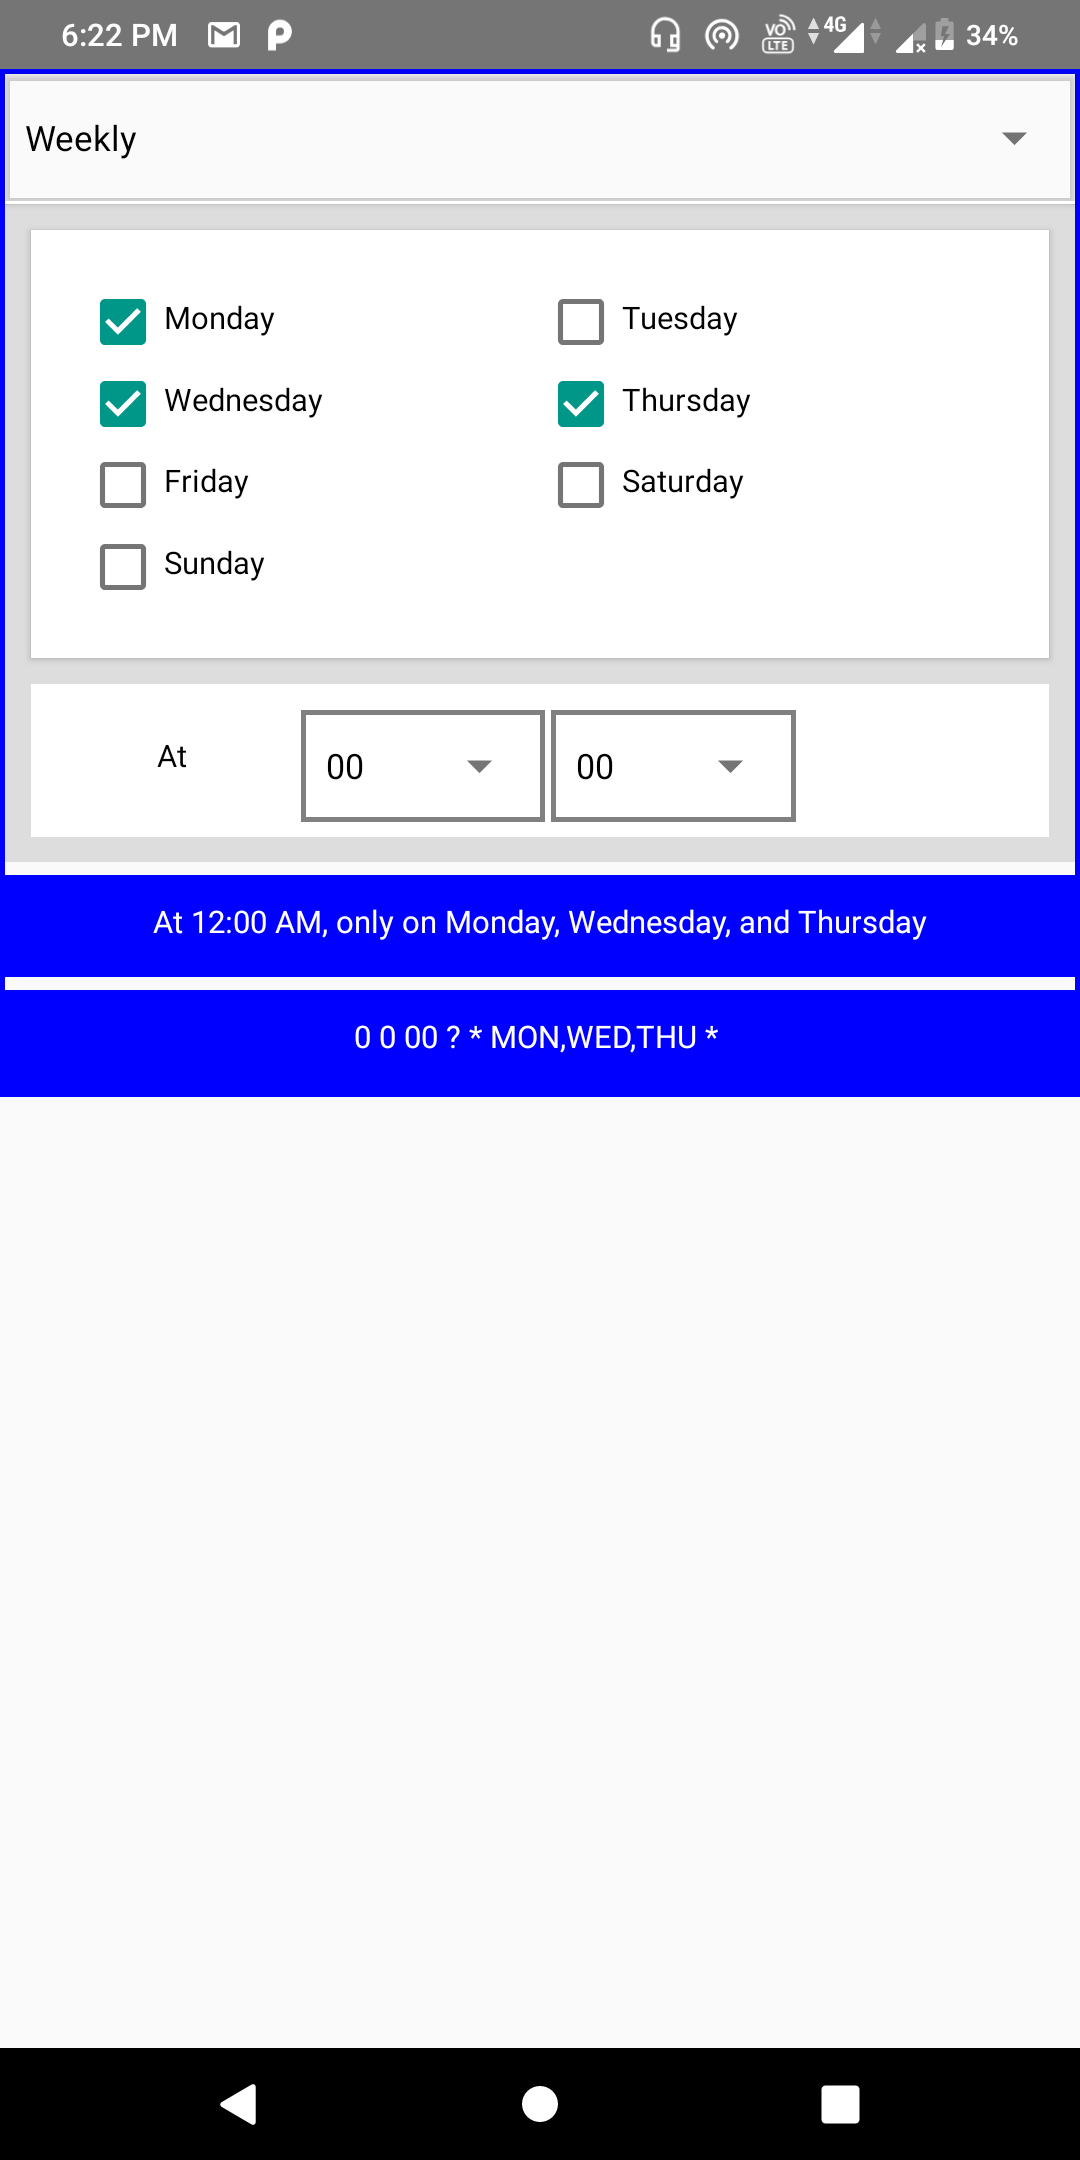 6:22 PM
VO LTE 4G 34%
Weekly
Monday Tuesday
Wednesday Thursday
Friday Saturday
Sunday
At 00 00
At 12:00 AM, only on Monday, Wednesday, and Thursday
0 0 00 ? * MON,WED,THU *